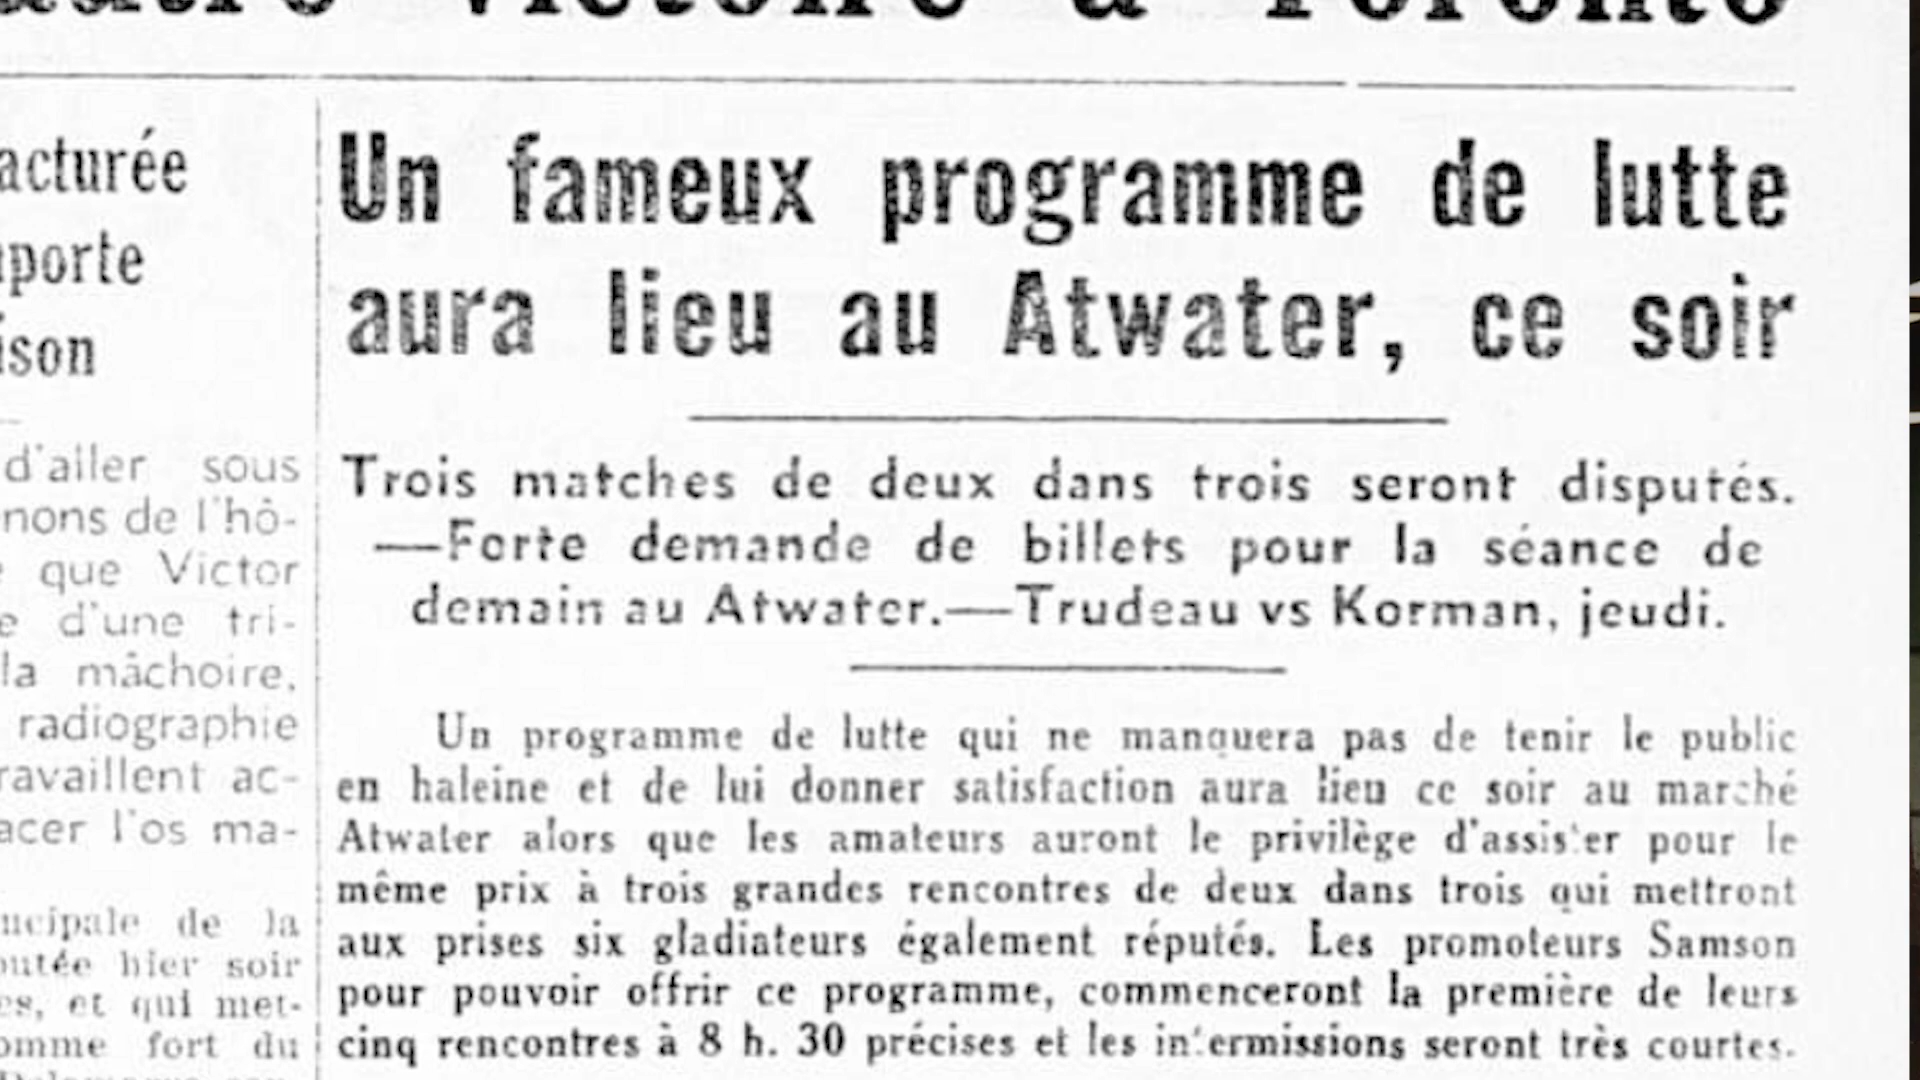 victoire à Toronto
acturée
porte
ison
d'aller sous
nons de l'hô-
que Victor
d'une tri-
la mâchoire,
radiographie
ravaillent ac-
acer l'os ma-
ncipale de la
outée hier soir
es, et qui met-
omme fort du
Un fameux programme de lutte
aura lieu au Atwater, ce soir
Trois matches de deux dans trois seront disputés.
—Forte demande de billets pour la séance de
demain au Atwater.—Trudeau vs Korman, jeudi.
Un programme de lutte qui ne manquera pas de tenir le public
en haleine et de lui donner satisfaction aura lieu ce soir au marché
Atwater alors que les amateurs auront le privilège d'assister pour le
même prix à trois grandes rencontres de deux dans trois qui mettront
aux prises six gladiateurs également réputés. Les promoteurs Samson
pour pouvoir offrir ce programme, commenceront la première de leurs
cinq rencontres à 8 h. 30 précises et les intermissions seront très courtes.